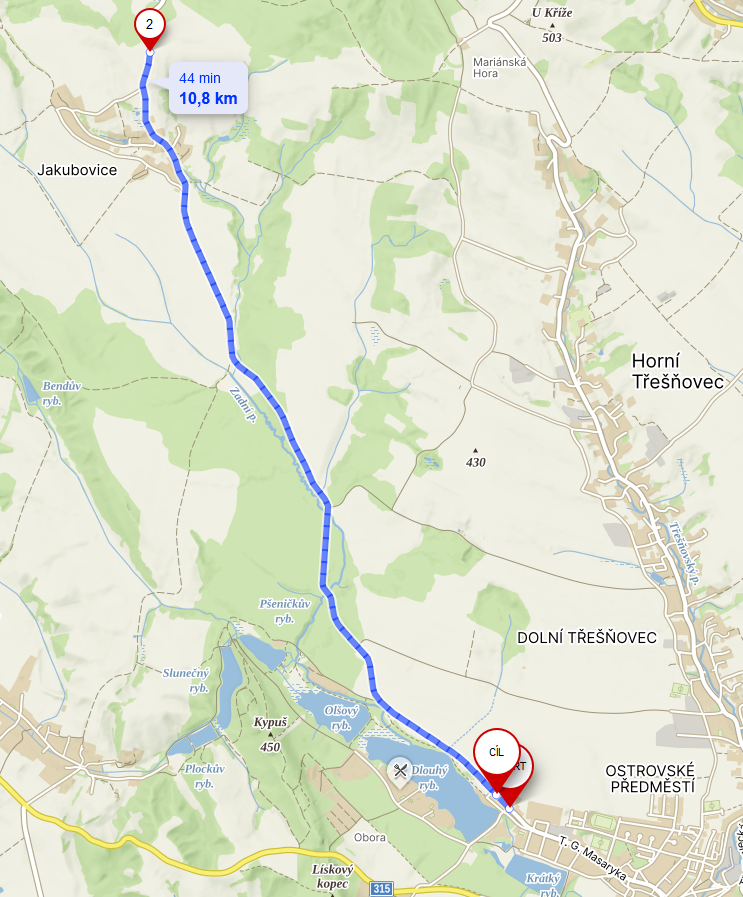 2
U Kříže
503
Mariánská
Hora
44 min
10,8 km
Jakubovice
Horní
Třešňovec
Bendův
ryb.
Zadní p.
430
Třešňovský p.
Pšeničkův
ryb.
DOLNÍ TŘEŠŇOVEC
Slunečný
ryb.
Olšový
ryb.
Kypuš
450
CÍL
RT
Plockův
ryb.
Dlouhý
ryb.
OSTROVSKÉ
PŘEDMĚSTÍ
Obora
T. G. Masaryka
Lískový
kopec
315
Krátký
ryb.